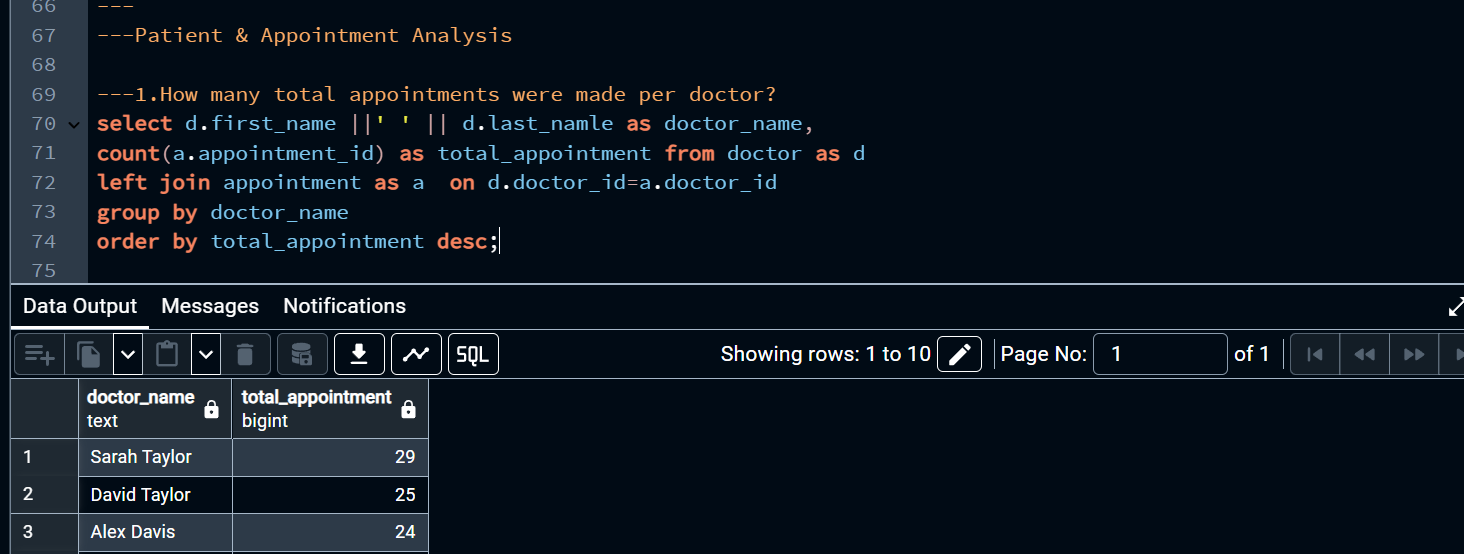 66 ---
67 ---Patient & Appointment Analysis
68
69 ---1.How many total appointments were made per doctor?
70 select d.first_name ||' ' || d.last_namle as doctor_name,
71 count(a.appointment_id) as total_appointment from doctor as d
72 left join appointment as a  on d.doctor_id=a.doctor_id
73 group by doctor_name
74 order by total_appointment desc;
75
Data Output Messages Notifications
SQL Showing rows: 1 to 10 Page No: 1 of 1
doctor_name total_appointment
text bigint
1 Sarah Taylor 29
2 David Taylor 25
3 Alex Davis 24